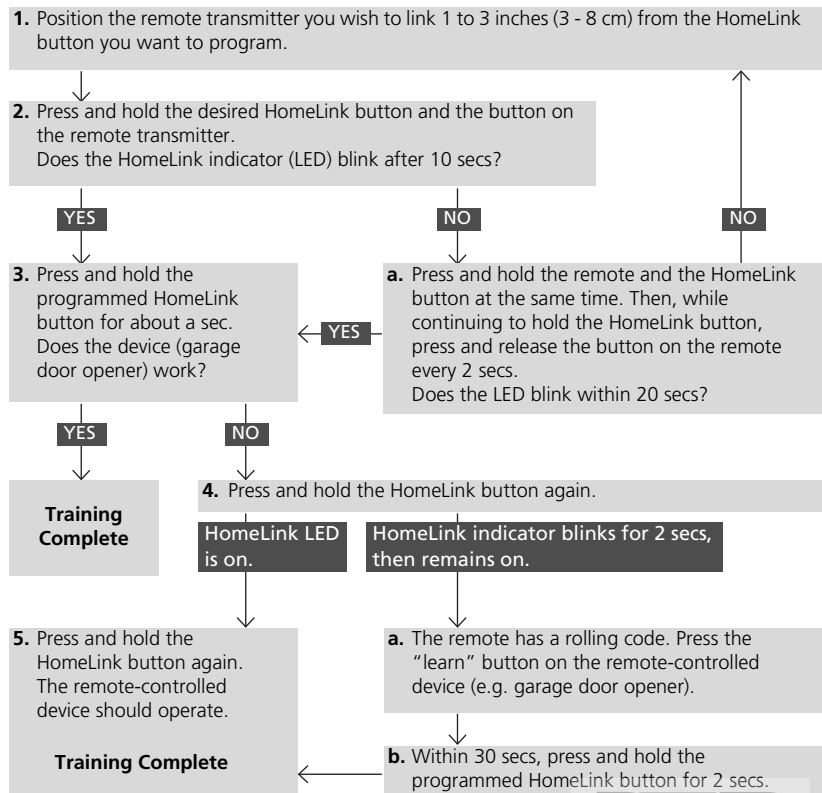 1. Position the remote transmitter you wish to link 1 to 3 inches (3 - 8 cm) from the HomeLink
button you want to program.
2. Press and hold the desired HomeLink button and the button on
the remote transmitter.
Does the HomeLink indicator (LED) blink after 10 secs?
YES
NO
NO
3. Press and hold the
programmed HomeLink
button for about a sec.
Does the device (garage
door opener) work?
YES
a. Press and hold the remote and the HomeLink
button at the same time. Then, while
continuing to hold the HomeLink button,
press and release the button on the remote
every 2 secs.
Does the LED blink within 20 secs?
YES
NO
Training
Complete
4. Press and hold the HomeLink button again.
HomeLink LED
is on.
HomeLink indicator blinks for 2 secs,
then remains on.
5. Press and hold the
HomeLink button again.
The remote-controlled
device should operate.
Training Complete
a. The remote has a rolling code. Press the
“learn” button on the remote-controlled
device (e.g. garage door opener).
b. Within 30 secs, press and hold the
programmed HomeLink button for 2 secs.